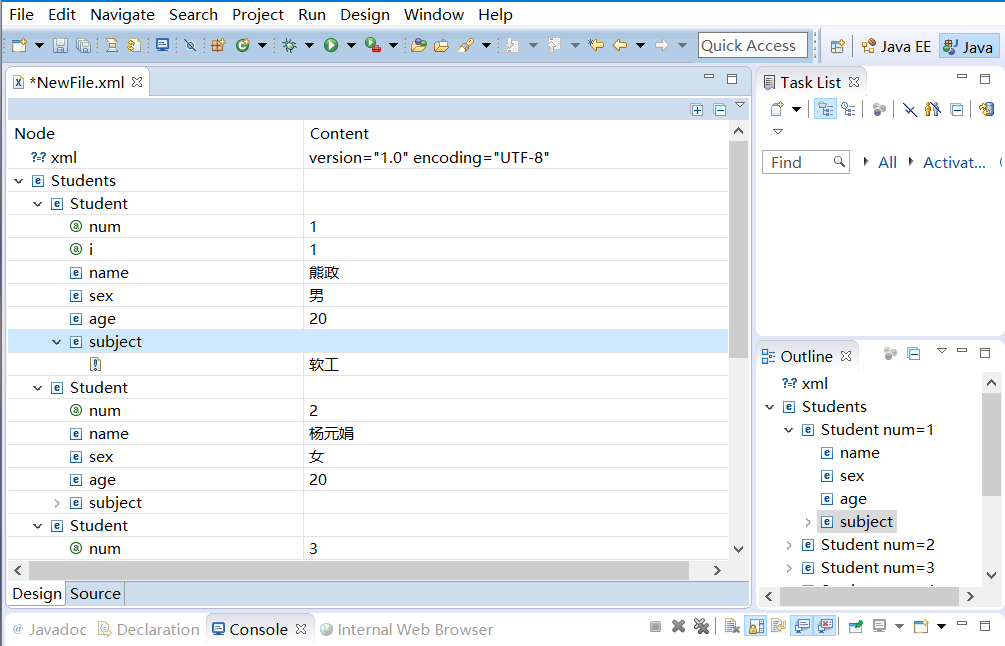 File Edit Navigate Search Project Run Design Window Help
Quick Access Java EE Java
*NewFile.xml
Node Content
?=? xml version="1.0" encoding="UTF-8"
Students
Student
num 1
i 1
name 熊政
sex 男
age 20
subject
软工
Student
num 2
name 杨元娟
sex 女
age 20
subject
Student
num 3
Design Source
Task List
Find All Activat...
Outline
?=? xml
Students
Student num=1
name
sex
age
subject
Student num=2
Student num=3
@ Javadoc Declaration Console Internal Web Browser